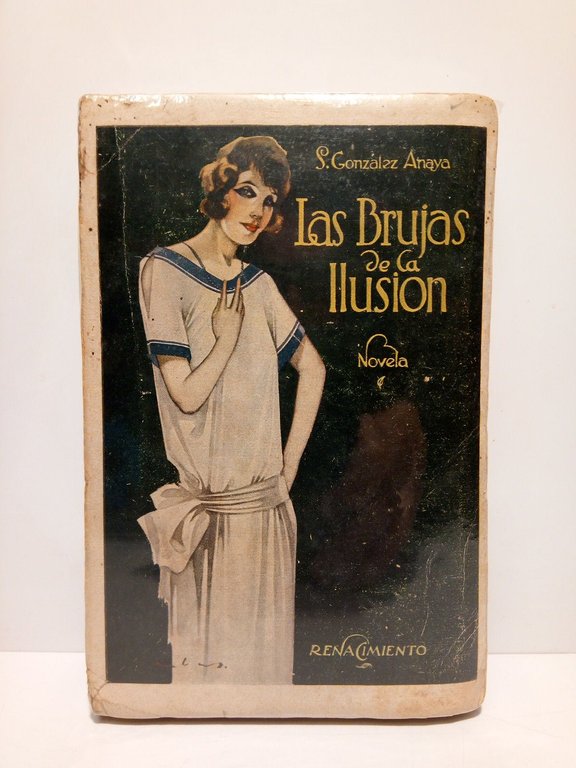 S. González Anaya
Las Brujas
de la
Ilusion
Novela
RENACIMIENTO